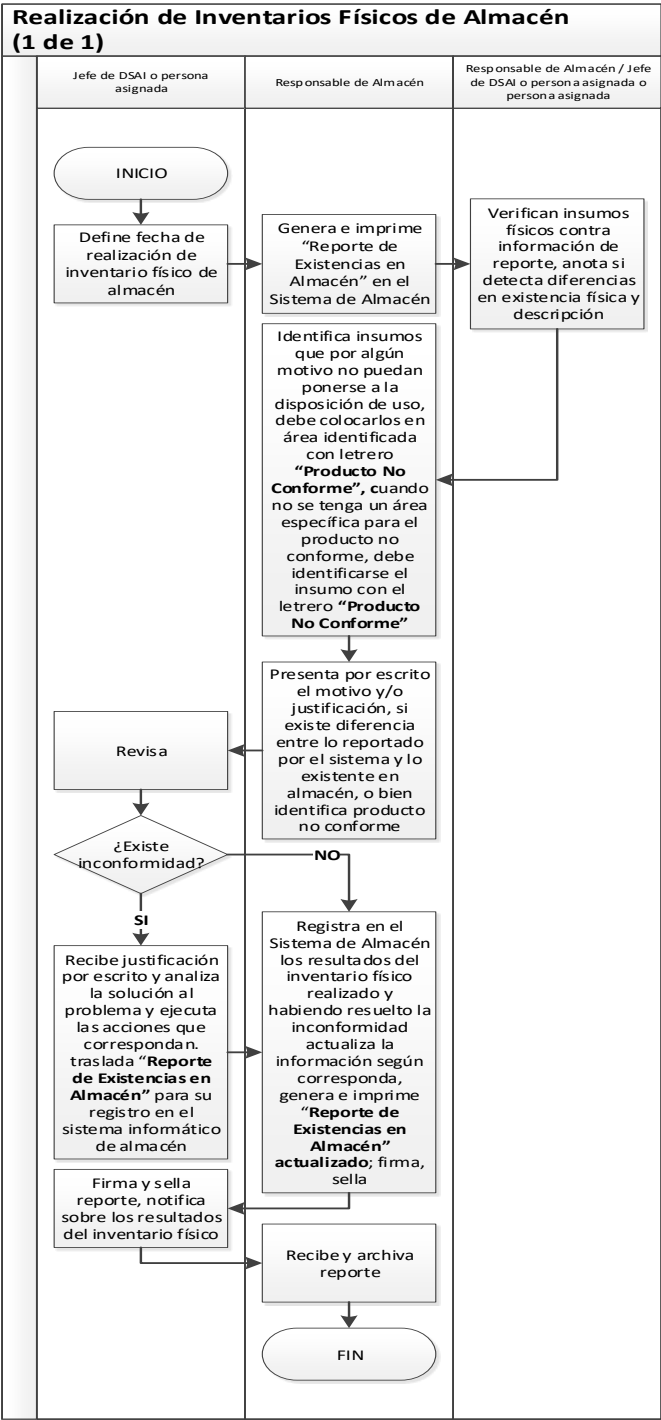 Realización de Inventarios Físicos de Almacén
(1 de 1)
Jefe de DSAI o persona
asignada
Responsable de Almacén
Responsable de Almacén / Jefe
de DSAI o persona asignada o
persona asignada
INICIO
Define fecha de
realización de
inventario físico de
almacén
Genera e imprime
“Reporte de
Existencias en
Almacén” en el
Sistema de Almacén
Verifican insumos
físicos contra
información de
reporte, anota si
detecta diferencias
en existencia física y
descripción
Identifica insumos
que por algún
motivo no puedan
ponerse a la
disposición de uso,
debe colocarlos en
área identificada
con letrero
“Producto No
Conforme”, cuando
no se tenga un área
específica para el
producto no
conforme, debe
identificarse el
insumo con el
letrero “Producto
No Conforme”
Presenta por escrito
el motivo y/o
justificación, si
existe diferencia
entre lo reportado
por el sistema y lo
existente en
almacén, o bien
identifica producto
no conforme
Revisa
¿Existe
inconformidad?
NO
SI
Recibe justificación
por escrito y analiza
la solución al
problema y ejecuta
las acciones que
correspondan.
traslada “Reporte
de Existencias en
Almacén” para su
registro en el
sistema informático
de almacén
Registra en el
Sistema de Almacén
los resultados del
inventario físico
realizado y
habiendo resuelto la
inconformidad
actualiza la
información según
corresponda,
genera e imprime
“Reporte de
Existencias en
Almacén”
actualizado; firma,
sella
Firma y sella
reporte, notifica
sobre los resultados
del inventario físico
Recibe y archiva
reporte
FIN